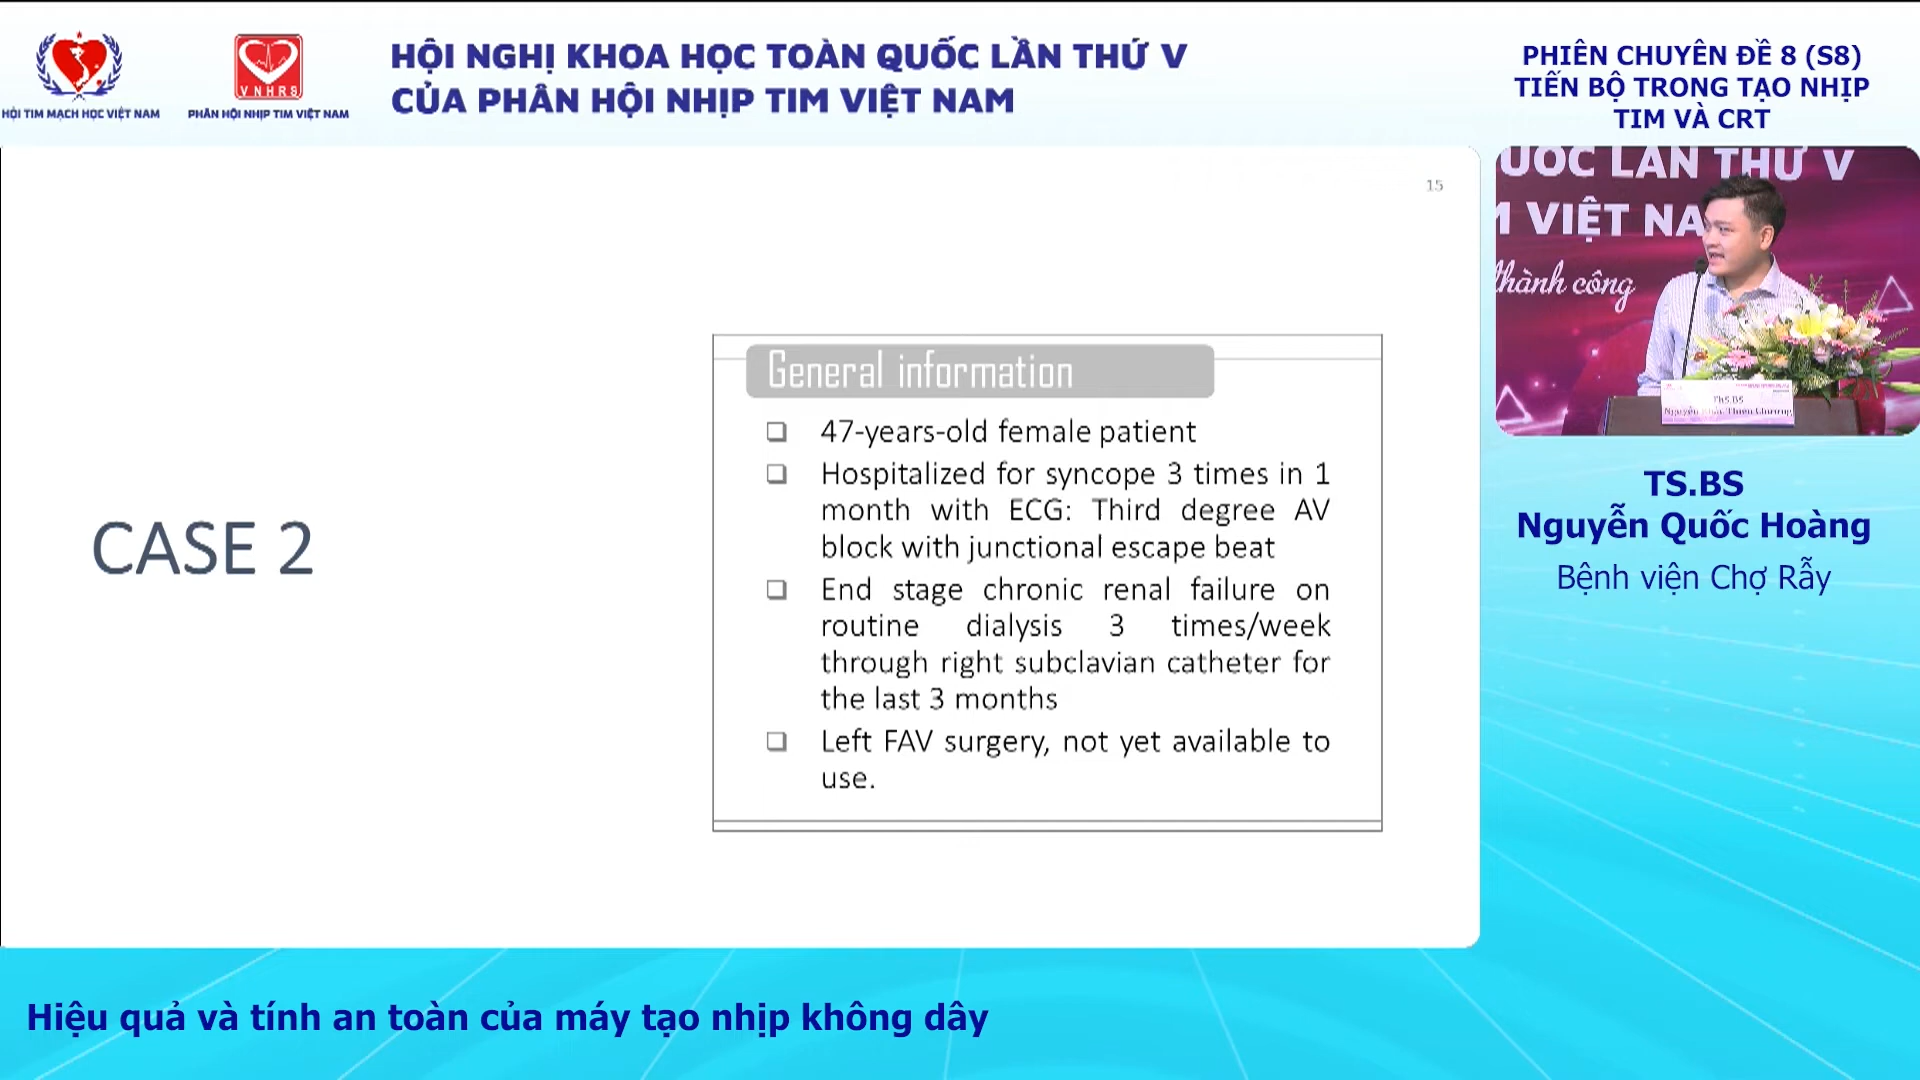 HỘI TIM MẠCH HỌC VIỆT NAM
VNHRS
PHÂN HỘI NHỊP TIM VIỆT NAM
HỘI NGHỊ KHOA HỌC TOÀN QUỐC LẦN THỨ V
CỦA PHÂN HỘI NHỊP TIM VIỆT NAM
PHIÊN CHUYÊN ĐỀ 8 (S8)
TIẾN BỘ TRONG TẠO NHỊP
TIM VÀ CRT
15
CASE 2
General information
❑ 47-years-old female patient
❑ Hospitalized for syncope 3 times in 1
month with ECG: Third degree AV
block with junctional escape beat
❑ End stage chronic renal failure on
routine dialysis 3 times/week
through right subclavian catheter for
the last 3 months
❑ Left FAV surgery, not yet available to
use.
UỐC LẦN THỨ V
M VIỆT NA
thành công
ThS.BS
TS.BS
Nguyễn Quốc Hoàng
Bệnh viện Chợ Rẫy
Hiệu quả và tính an toàn của máy tạo nhịp không dây